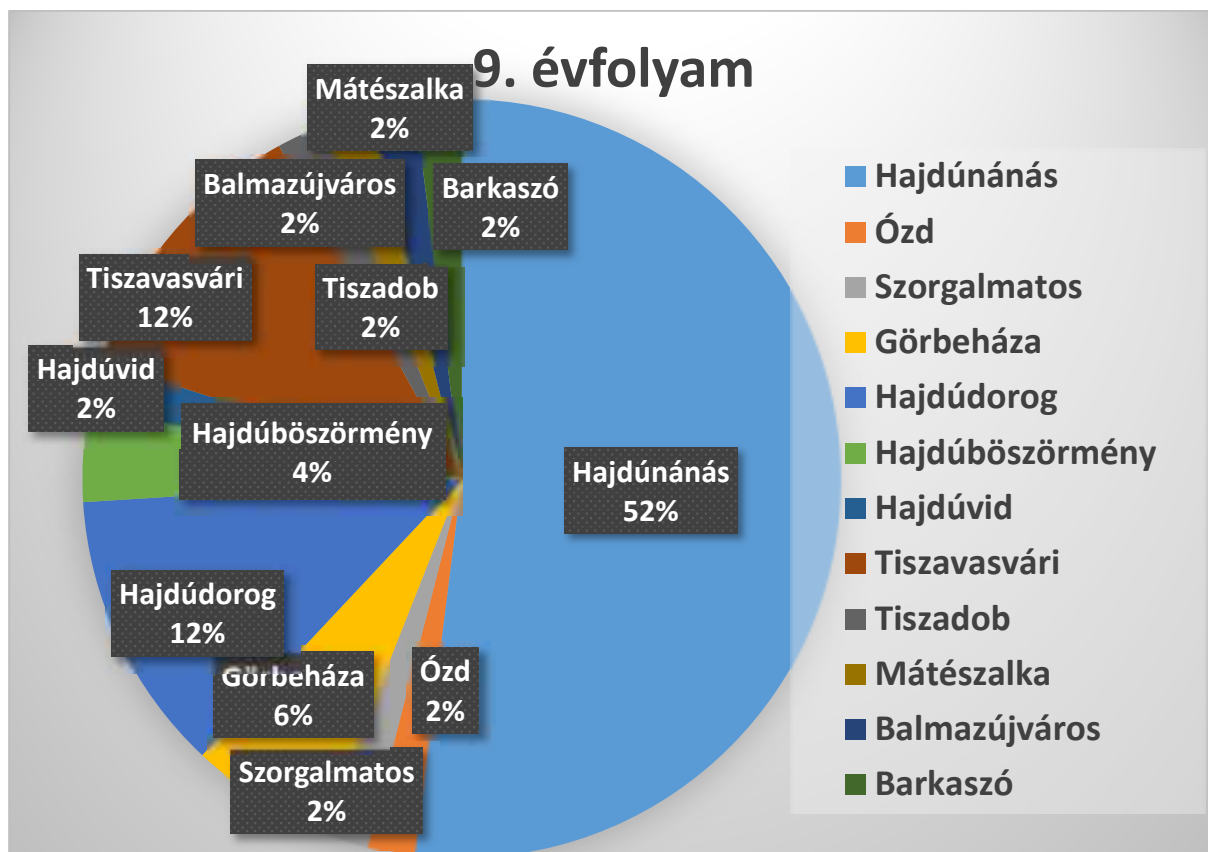 9. évfolyam
Mátészalka
2%
Balmazújváros
2%
Barkaszó
2%
Tiszavasvári
12%
Tiszadob
2%
Hajdúvid
2%
Hajdúböszörmény
4%
Hajdúnánás
52%
Hajdúdorog
12%
Görbeháza
6%
Ózd
2%
Szorgalmatos
2%
Hajdúnánás
Ózd
Szorgalmatos
Görbeháza
Hajdúdorog
Hajdúböszörmény
Hajdúvid
Tiszavasvári
Tiszadob
Mátészalka
Balmazújváros
Barkaszó